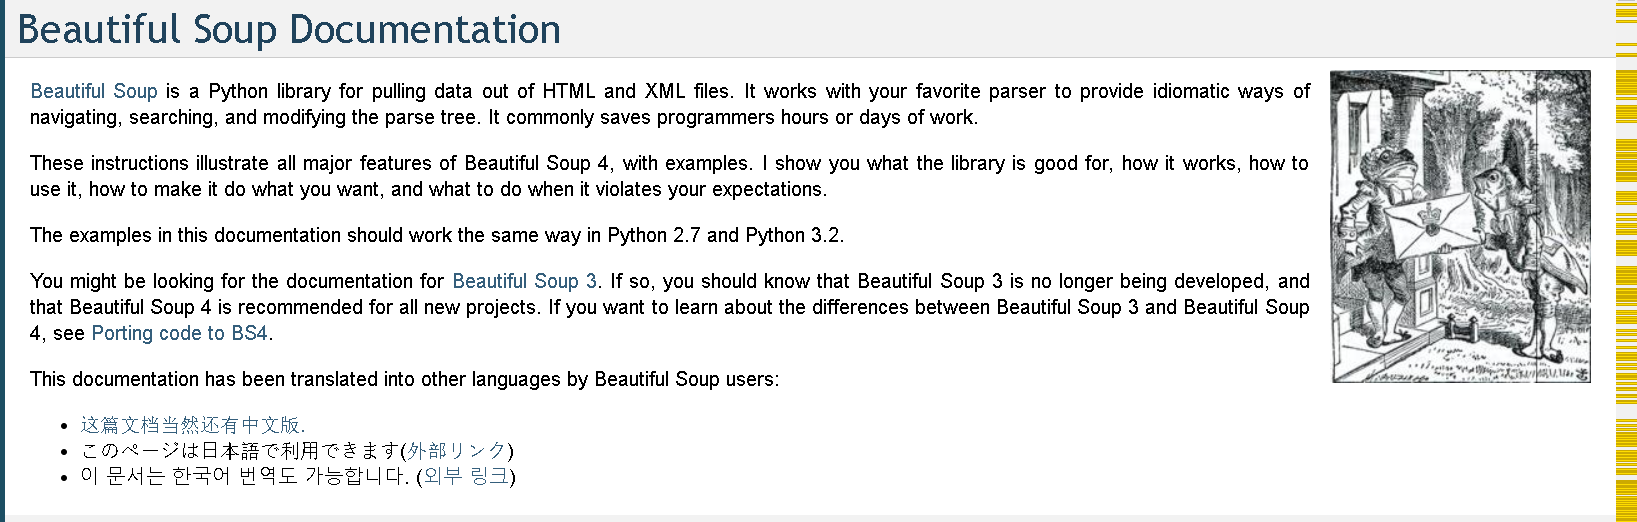 Beautiful Soup Documentation
Beautiful Soup is a Python library for pulling data out of HTML and XML files. It works with your favorite parser to provide idiomatic ways of
navigating, searching, and modifying the parse tree. It commonly saves programmers hours or days of work.
These instructions illustrate all major features of Beautiful Soup 4, with examples. I show you what the library is good for, how it works, how to
use it, how to make it do what you want, and what to do when it violates your expectations.
The examples in this documentation should work the same way in Python 2.7 and Python 3.2.
You might be looking for the documentation for Beautiful Soup 3. If so, you should know that Beautiful Soup 3 is no longer being developed, and
that Beautiful Soup 4 is recommended for all new projects. If you want to learn about the differences between Beautiful Soup 3 and Beautiful Soup
4, see Porting code to BS4.
This documentation has been translated into other languages by Beautiful Soup users:
• 这篇文档当然还有中文版.
• このページは日本語で利用できます(外部リンク)
• 이 문서는 한국어 번역도 가능합니다. (외부 링크)